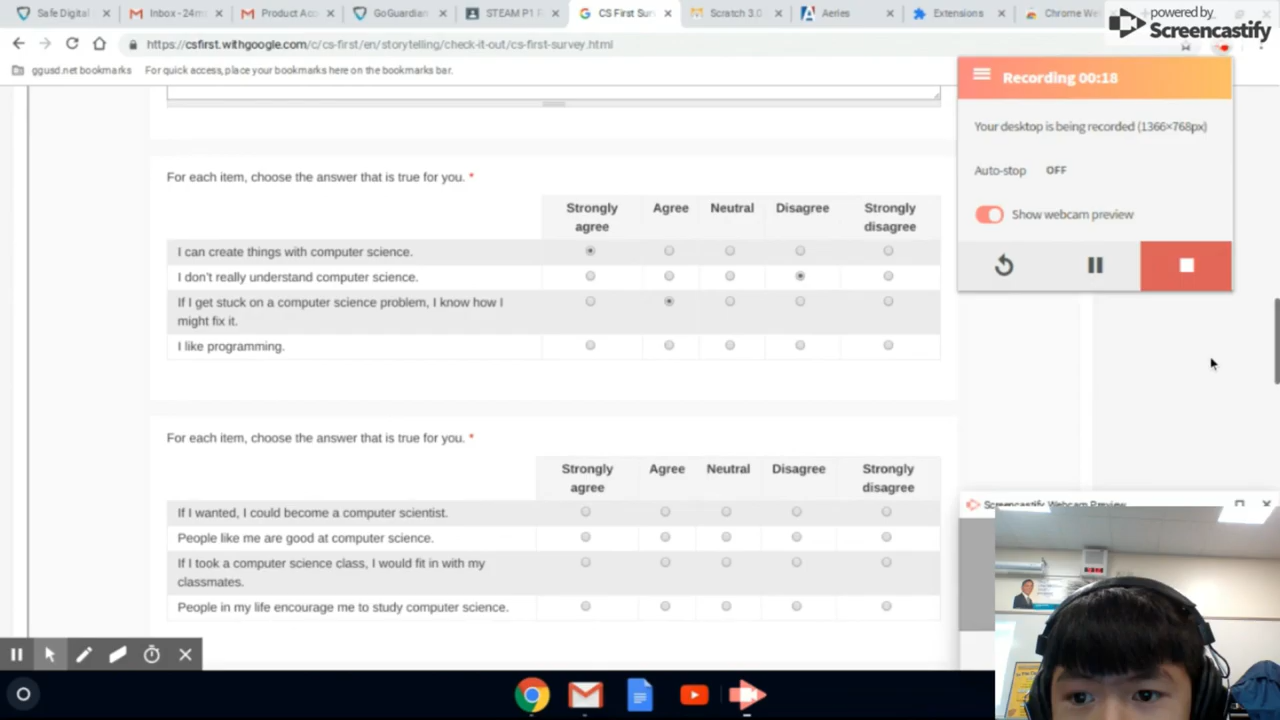 Safe Digital
Inbox - 24m
Product Acc
GoGuardian
STEAM P1 F
CS First Sur
Scratch 3.0
Aeries
Extensions
Chrome We
powered by
Screencastify
https://csfirst.withgoogle.com/c/cs-first/en/storytelling/check-it-out/cs-first-survey.html
ggusd.net bookmarks
For quick access, place your bookmarks here on the bookmarks bar.
Recording 00:18
Your desktop is being recorded (1366×768px)
Auto-stop OFF
Show webcam preview
For each item, choose the answer that is true for you. *
Strongly agree
Agree
Neutral
Disagree
Strongly disagree
I can create things with computer science.
I don't really understand computer science.
If I get stuck on a computer science problem, I know how I
might fix it.
I like programming.
For each item, choose the answer that is true for you. *
Strongly agree
Agree
Neutral
Disagree
Strongly disagree
If I wanted, I could become a computer scientist.
People like me are good at computer science.
If I took a computer science class, I would fit in with my
classmates.
People in my life encourage me to study computer science.
Screencastify Webcam Preview